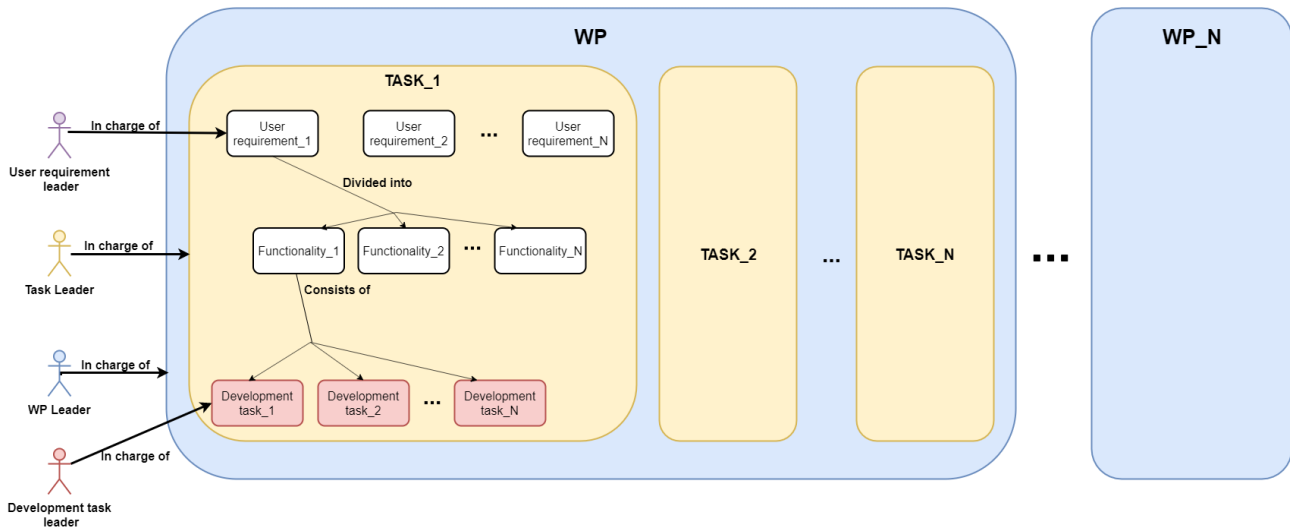 WP
WP_N
TASK_1
User
requirement_1
User
requirement_2
...
User
requirement_N
In charge of
User requirement
leader
Divided into
In charge of
Task Leader
Functionality_1
Functionality_2
...
Functionality_N
TASK_2
...
TASK_N
...
Consists of
In charge of
WP Leader
Development
task_1
Development
task_2
...
Development
task_N
In charge of
Development task
leader